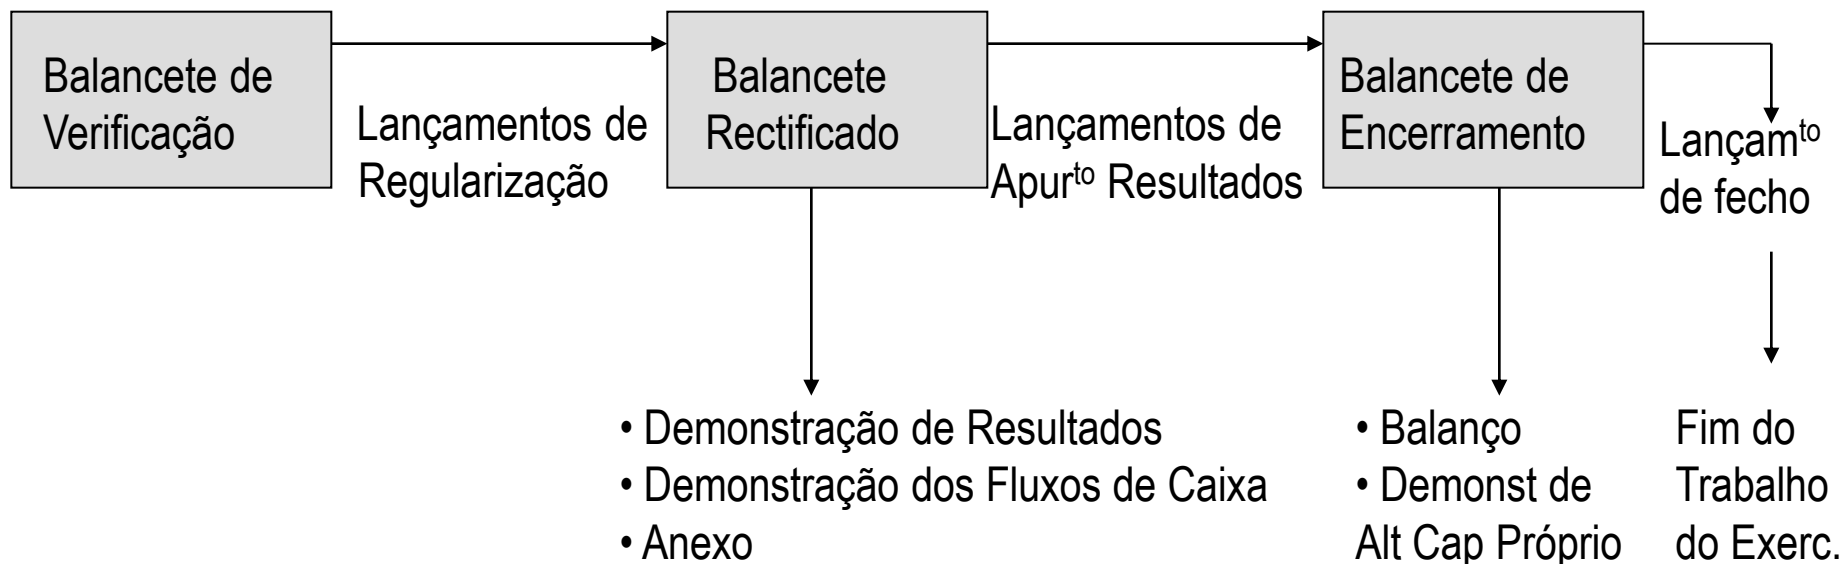 Balancete de
Verificação
Lançamentos de
Regularização
Balancete
Rectificado
Lançamentos de
Apurto Resultados
Balancete de
Encerramento
Lançamto
de fecho
• Demonstração de Resultados
• Demonstração dos Fluxos de Caixa
• Anexo
• Balanço
• Demonst de
Alt Cap Próprio
Fim do
Trabalho
do Exerc.